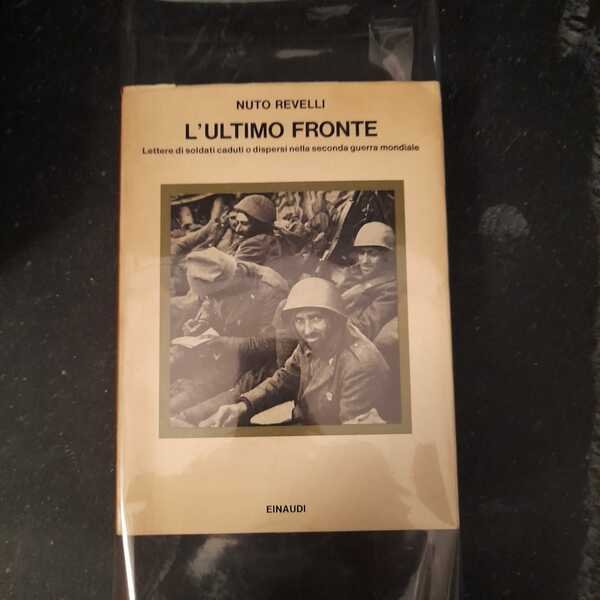 NUTO REVELLI
L'ULTIMO FRONTE
Lettere di soldati caduti o dispersi nella seconda guerra mondiale
EINAUDI